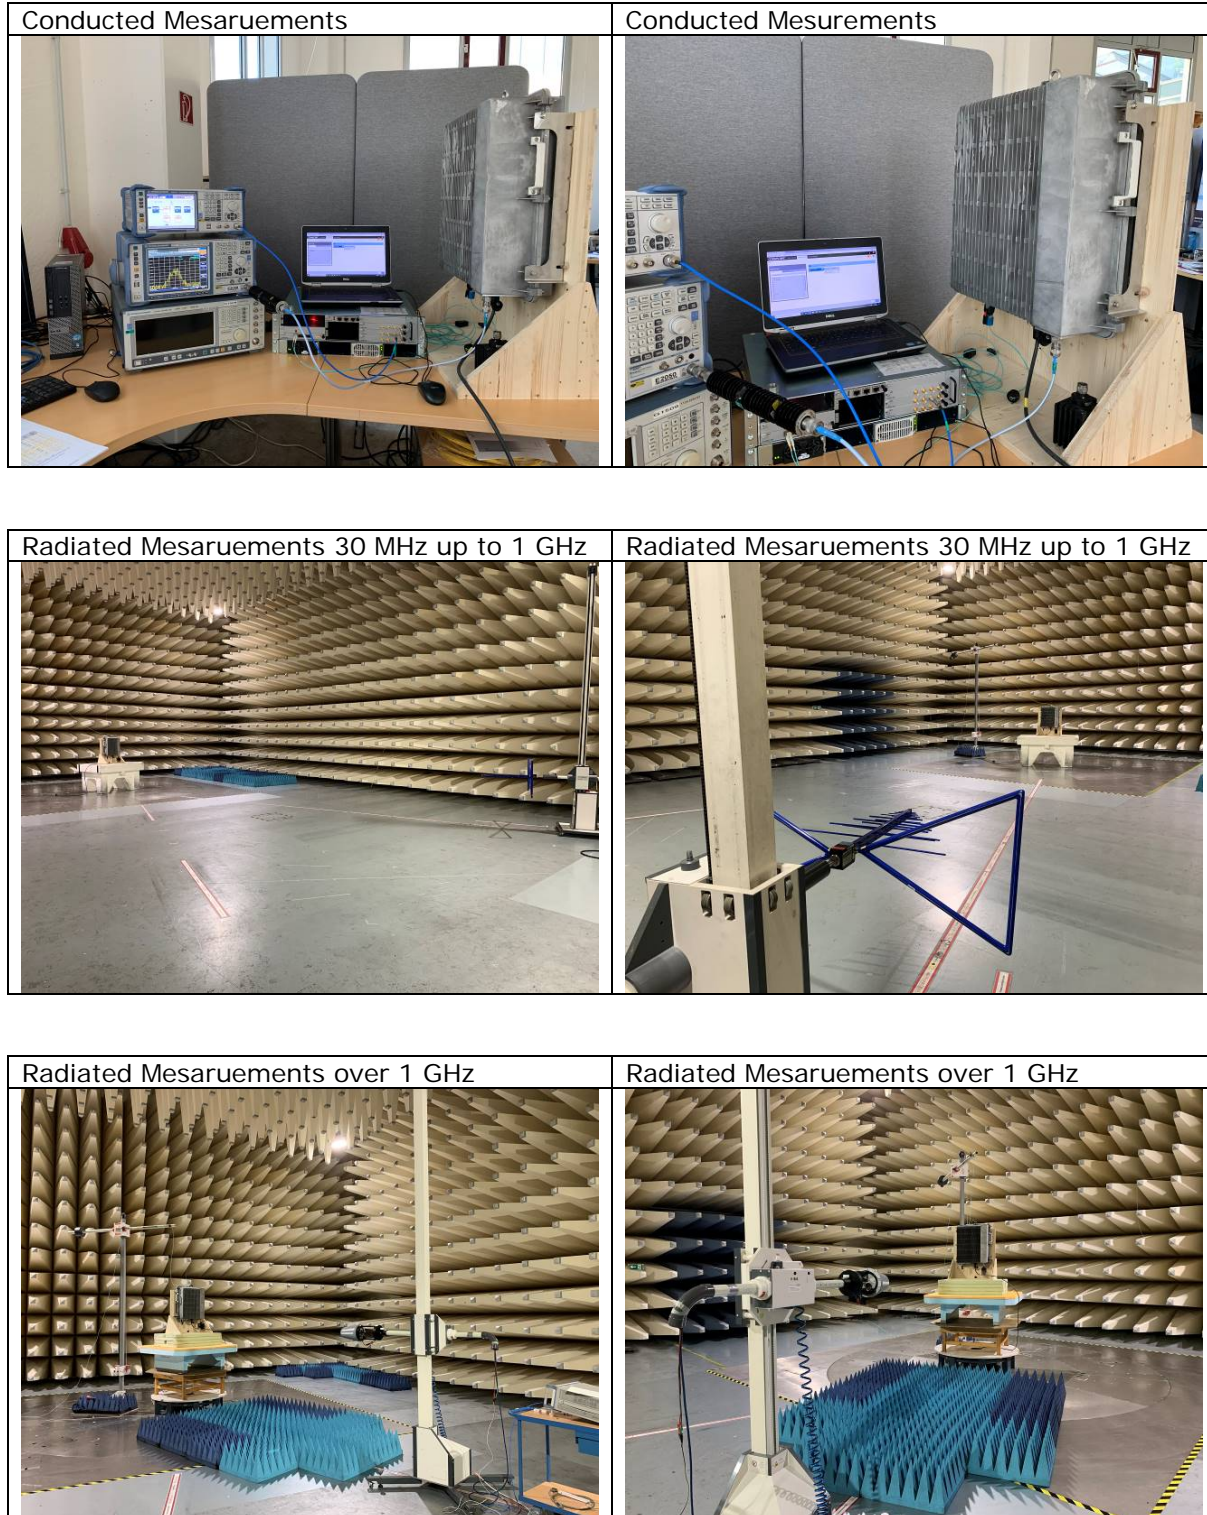 Conducted Mesaruements
Conducted Mesurements
Radiated Mesaruements 30 MHz up to 1 GHz
Radiated Mesaruements 30 MHz up to 1 GHz
Radiated Mesaruements over 1 GHz
Radiated Mesaruements over 1 GHz